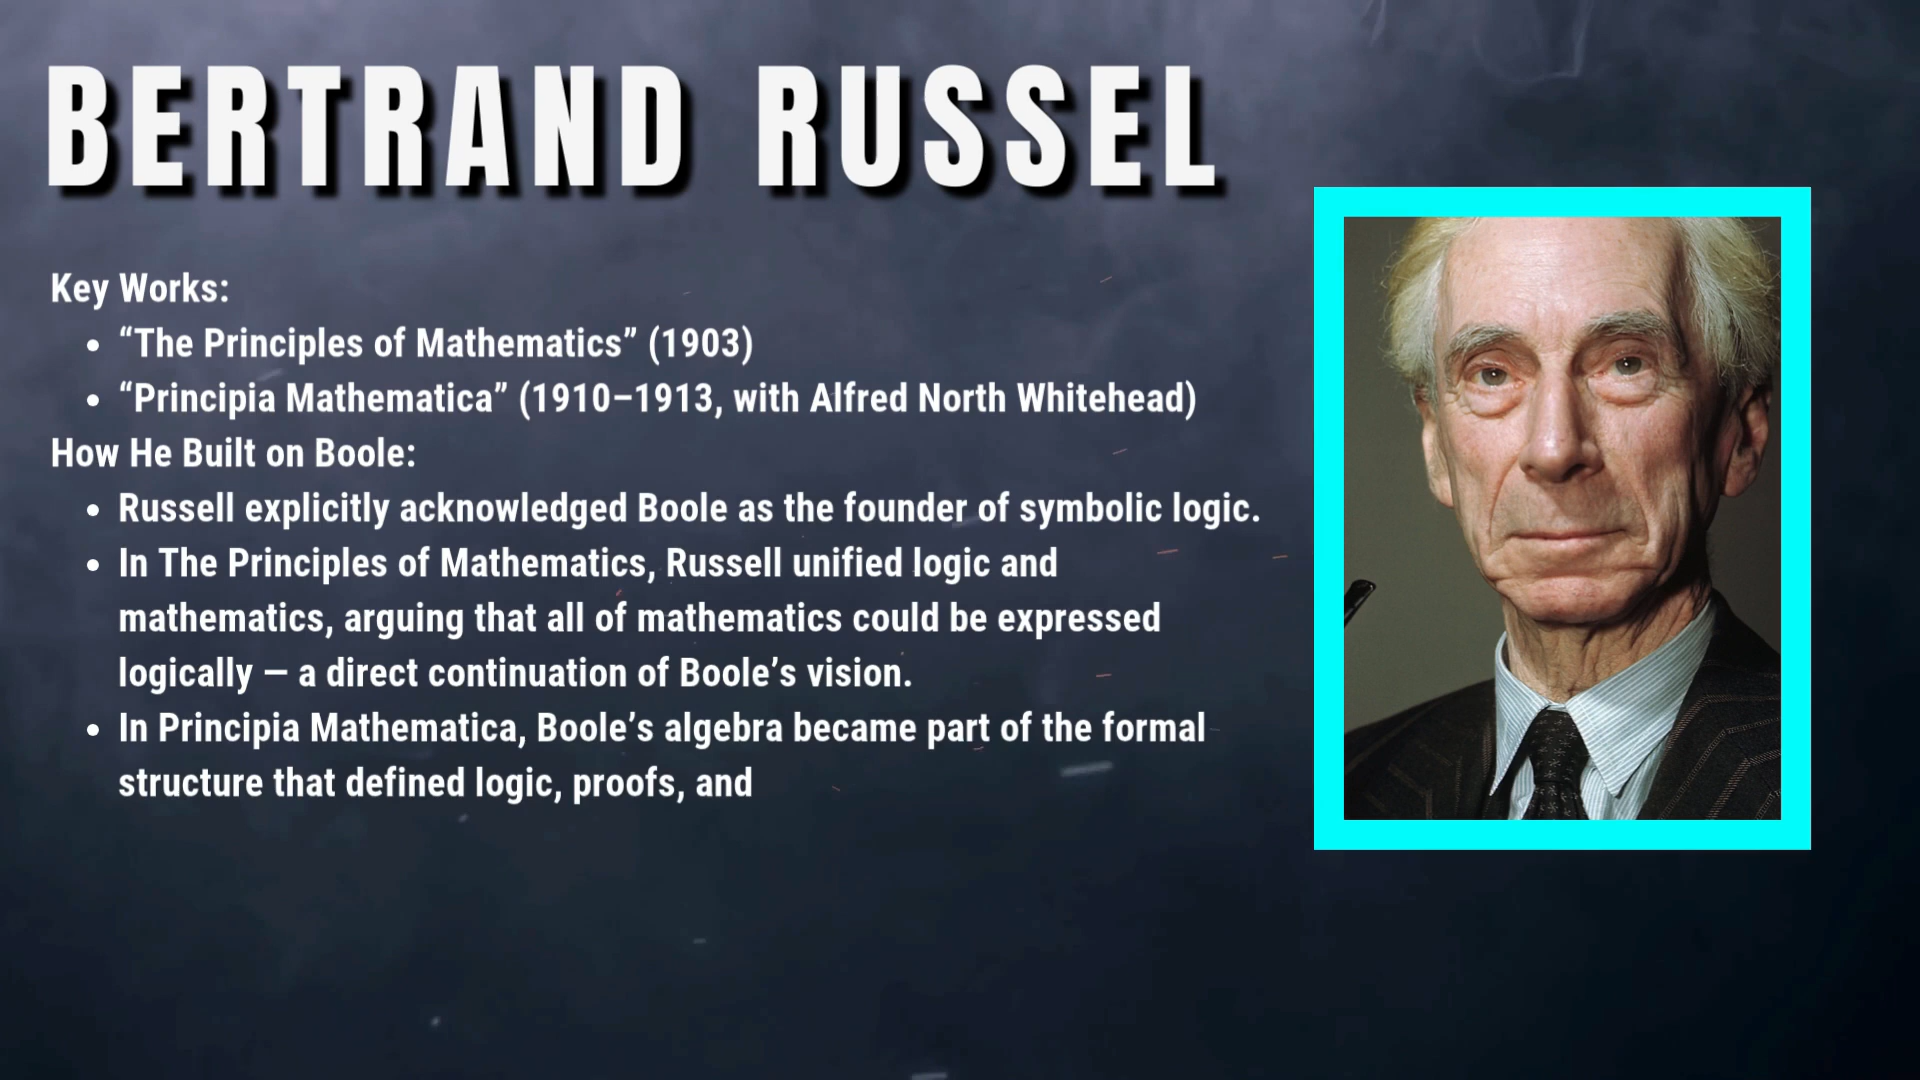 BERTRAND RUSSEL
Key Works:
• “The Principles of Mathematics” (1903)
• “Principia Mathematica” (1910–1913, with Alfred North Whitehead)
How He Built on Boole:
• Russell explicitly acknowledged Boole as the founder of symbolic logic.
• In The Principles of Mathematics, Russell unified logic and
mathematics, arguing that all of mathematics could be expressed
logically — a direct continuation of Boole’s vision.
• In Principia Mathematica, Boole’s algebra became part of the formal
structure that defined logic, proofs, and